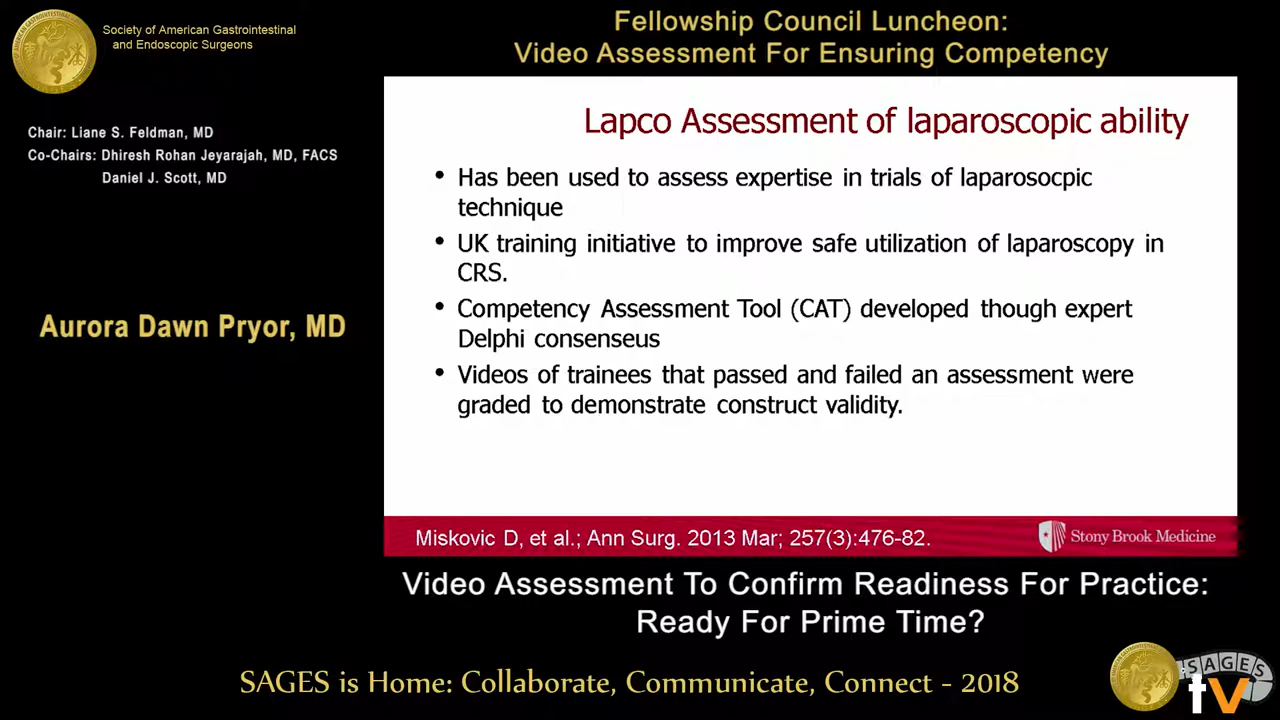 Society of American Gastrointestinal
and Endoscopic Surgeons
Fellowship Council Luncheon:
Video Assessment For Ensuring Competency
Chair: Liane S. Feldman, MD
Co-Chairs: Dhiresh Rohan Jeyarajah, MD, FACS
Daniel J. Scott, MD
Aurora Dawn Pryor, MD
Lapco Assessment of laparoscopic ability
• Has been used to assess expertise in trials of laparosocpic
technique
• UK training initiative to improve safe utilization of laparoscopy in
CRS.
• Competency Assessment Tool (CAT) developed though expert
Delphi consenseus
• Videos of trainees that passed and failed an assessment were
graded to demonstrate construct validity.
Miskovic D, et al.; Ann Surg. 2013 Mar; 257(3):476-82.
Stony Brook Medicine
Video Assessment To Confirm Readiness For Practice:
Ready For Prime Time?
SAGES is Home: Collaborate, Communicate, Connect - 2018
SAGES
tv